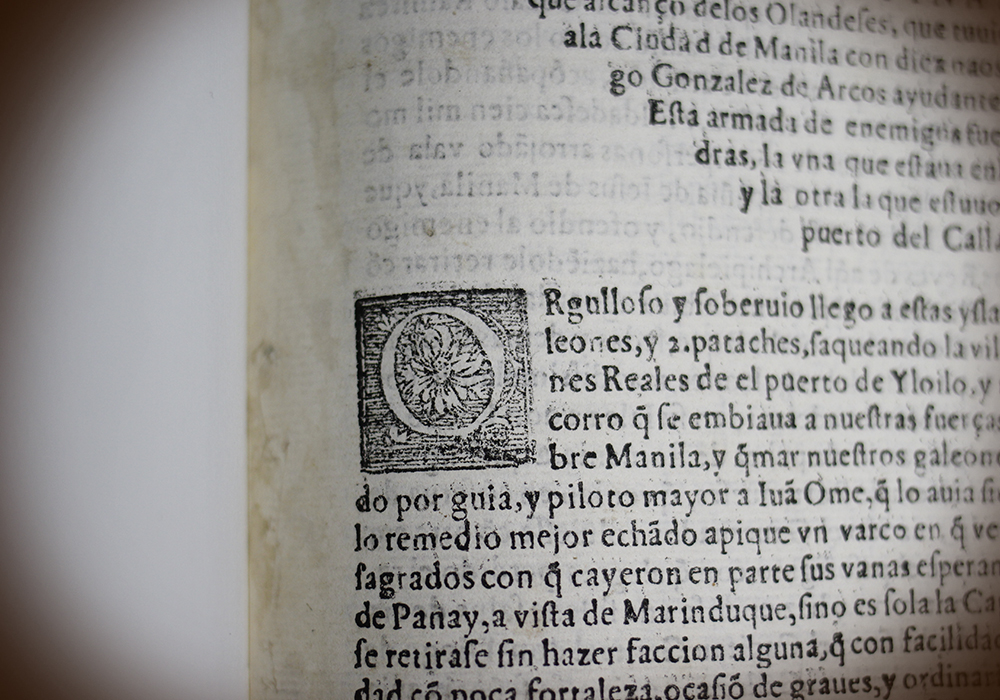 que alcanço delos Olandeſes, que
ala Ciudad de Manila con diez naos
go Gonzalez de Arcos ayudante
Eſta armada de enemigos fue
dras, la vna que eſtaua en
y la otra la que eſtuuo
puerto del Calla
ORgulloſo y ſoberuio llego a eſtas yſla
leones, y 2. pataches, ſaqueando la vil
nes Reales de el puerto de Yloilo, y
corro q̃ ſe embiaua a nueſtras fuerças
bre Manila, y q̃mar nueſtros galeone
do por guia, y piloto mayor a Iuã Ome, q̃ lo auia
lo remedio mejor echãdo apique vn varco en q̃ ve
ſagrados con q̃ cayeron en parte ſus vanas eſperan
de Panay, a viſta de Marinduque, ſino es ſola la Ca
ſe retiraſe ſin hazer faccion alguna, q̃ con facilidad
dad cõ poca fortaleza, ocaſiõ de graues, y ordinar